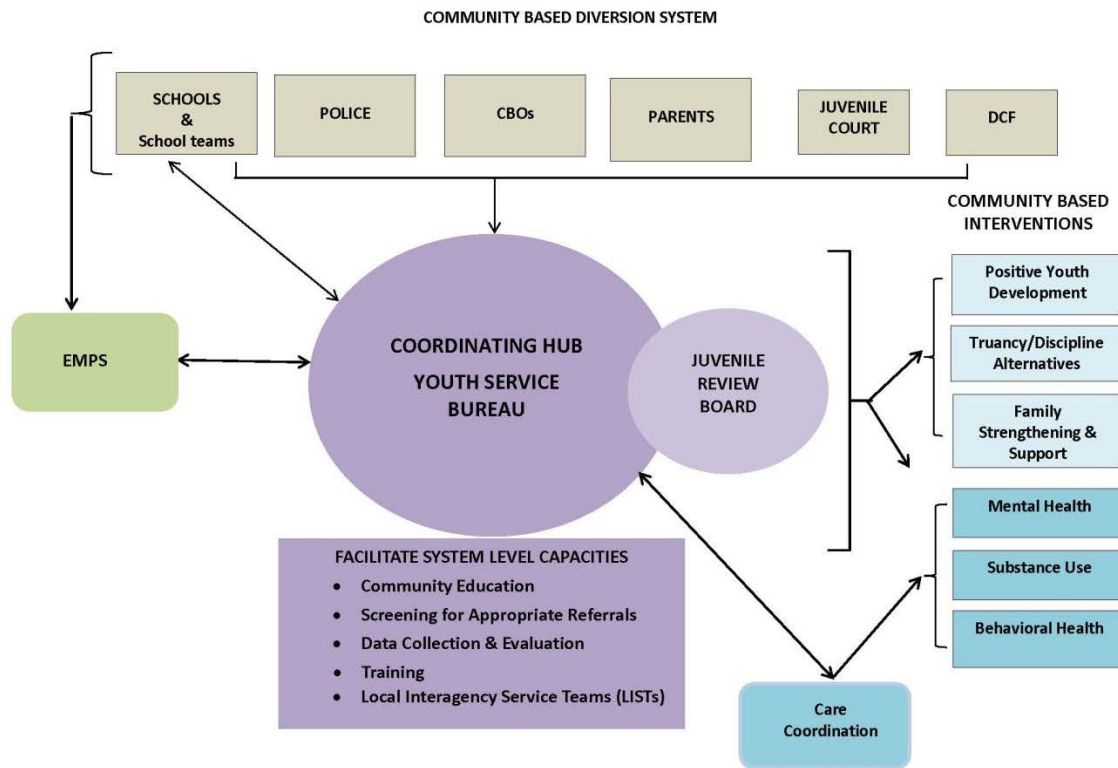 COMMUNITY BASED DIVERSION SYSTEM
SCHOOLS
&
School teams
POLICE
CBOs
PARENTS
JUVENILE
COURT
DCF
COMMUNITY BASED
INTERVENTIONS
Positive Youth
Development
Truancy/Discipline
Alternatives
Family
Strengthening &
Support
EMPS
COORDINATING HUB
YOUTH SERVICE
BUREAU
JUVENILE
REVIEW
BOARD
Mental Health
Substance Use
Behavioral Health
FACILITATE SYSTEM LEVEL CAPACITIES
• Community Education
• Screening for Appropriate Referrals
• Data Collection & Evaluation
• Training
• Local Interagency Service Teams (LISTs)
Care
Coordination